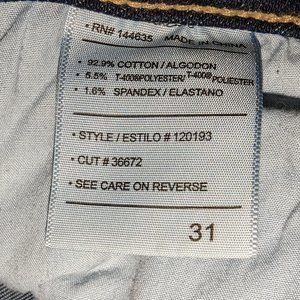 • RN# 144635 MADE IN CHINA
• 92.9% COTTON / ALGODON
• 5.5% T-400®POLYESTER/ T-400® POLIESTER
• 1.6% SPANDEX / ELASTANO
• STYLE / ESTILO # 120193
• CUT # 36672
• SEE CARE ON REVERSE
31